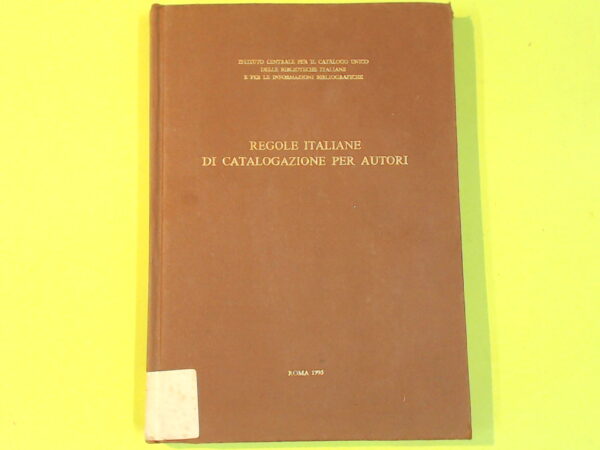 ISTITUTO CENTRALE PER IL CATALOGO UNICO
DELLE BIBLIOTECHE ITALIANE
E PER LE INFORMAZIONI BIBLIOGRAFICHE
REGOLE ITALIANE
DI CATALOGAZIONE PER AUTORI
ROMA 1995